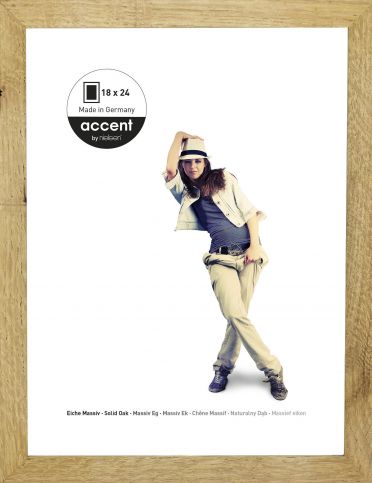 18 x 24
Made in Germany
accent
by nielsen
Eiche Massiv · Solid Oak · Massiv Eg · Massiv Ek · Chêne Massif · Naturalny Dąb · Massief eiken